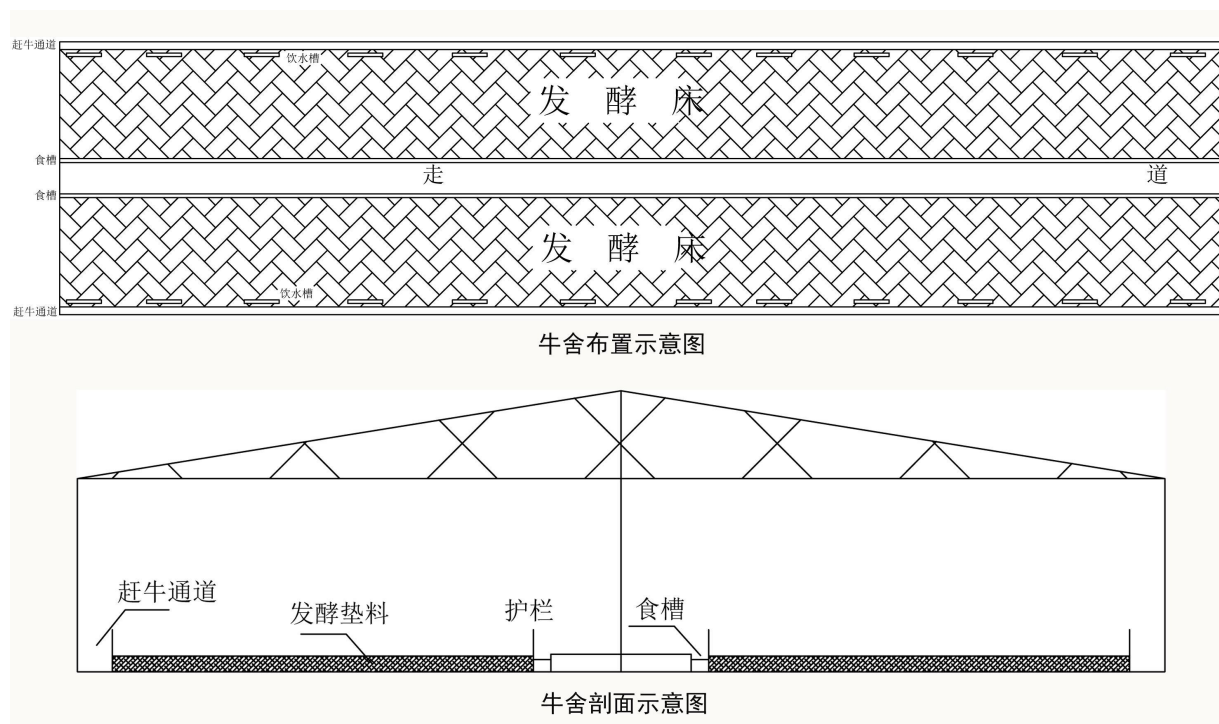 赶牛通道
饮水槽
发酵床
食槽
走道
食槽
发酵床
饮水槽
赶牛通道
牛舍布置示意图
赶牛通道
发酵垫料
护栏
食槽
牛舍剖面示意图